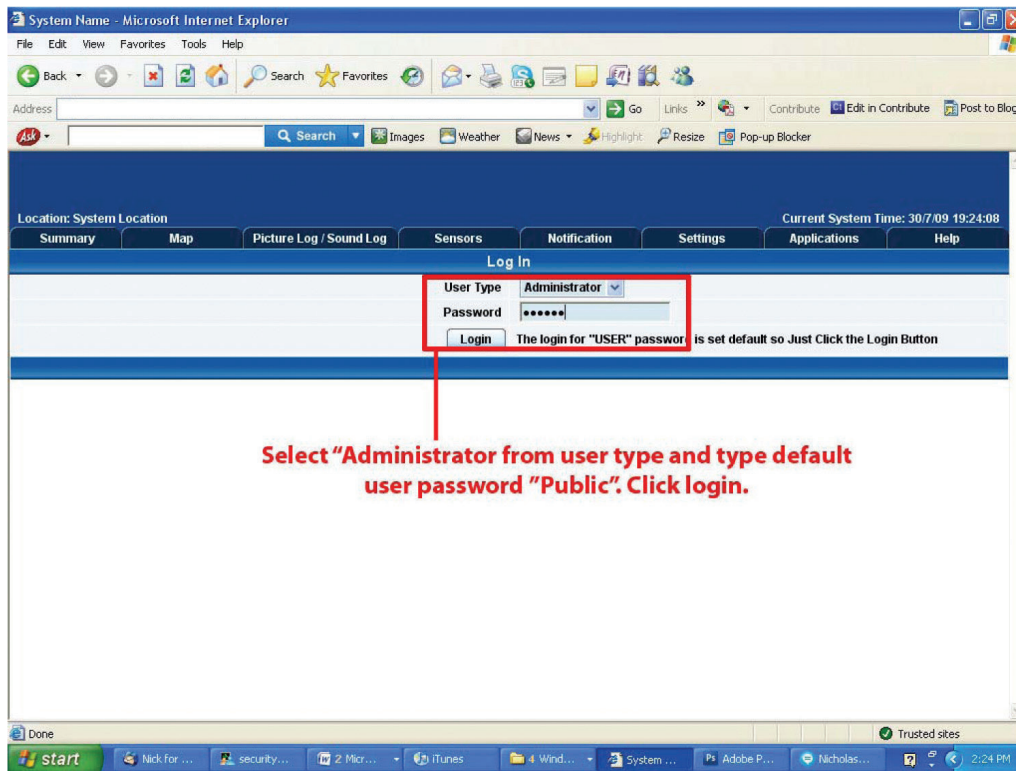 System Name - Microsoft Internet Explorer
File Edit View Favorites Tools Help
Back Search Favorites
Address Go Links » Contribute Edit in Contribute Post to Blog
Ask Search Images Weather News Highlight Resize Pop-up Blocker
Location: System Location Current System Time: 30/7/09 19:24:08
Summary Map Picture Log / Sound Log Sensors Notification Settings Applications Help
Log In
User Type Administrator
Password ••••••
Login The login for "USER" password is set default so Just Click the Login Button
Select “Administrator from user type and type default
user password ”Public”. Click login.
Done Trusted sites
start Nick for ... security... 2 Micr... iTunes 4 Wind... System ... Adobe P... Nicholas... 2:24 PM